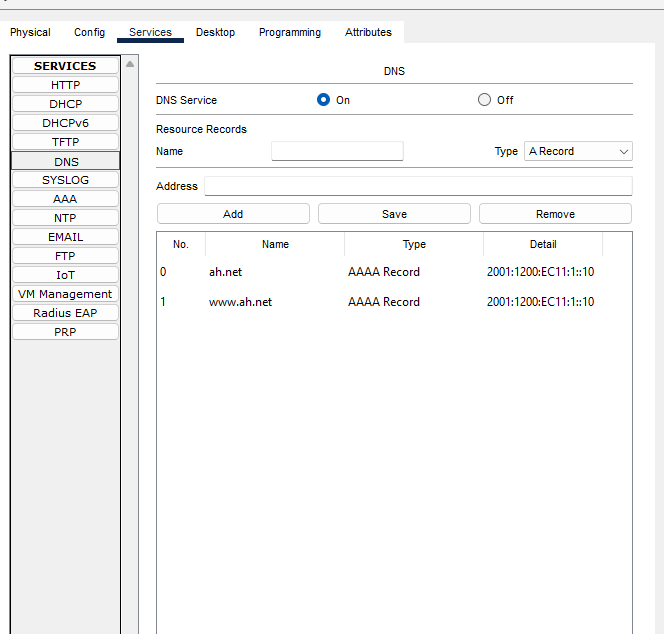 Physical Config Services Desktop Programming Attributes
SERVICES
HTTP
DHCP
DHCPv6
TFTP
DNS
SYSLOG
AAA
NTP
EMAIL
FTP
IoT
VM Management
Radius EAP
PRP
DNS
DNS Service On Off
Resource Records
Name Type A Record
Address
Add Save Remove
No. Name Type Detail
0 ah.net AAAA Record 2001:1200:EC11:1::10
1 www.ah.net AAAA Record 2001:1200:EC11:1::10